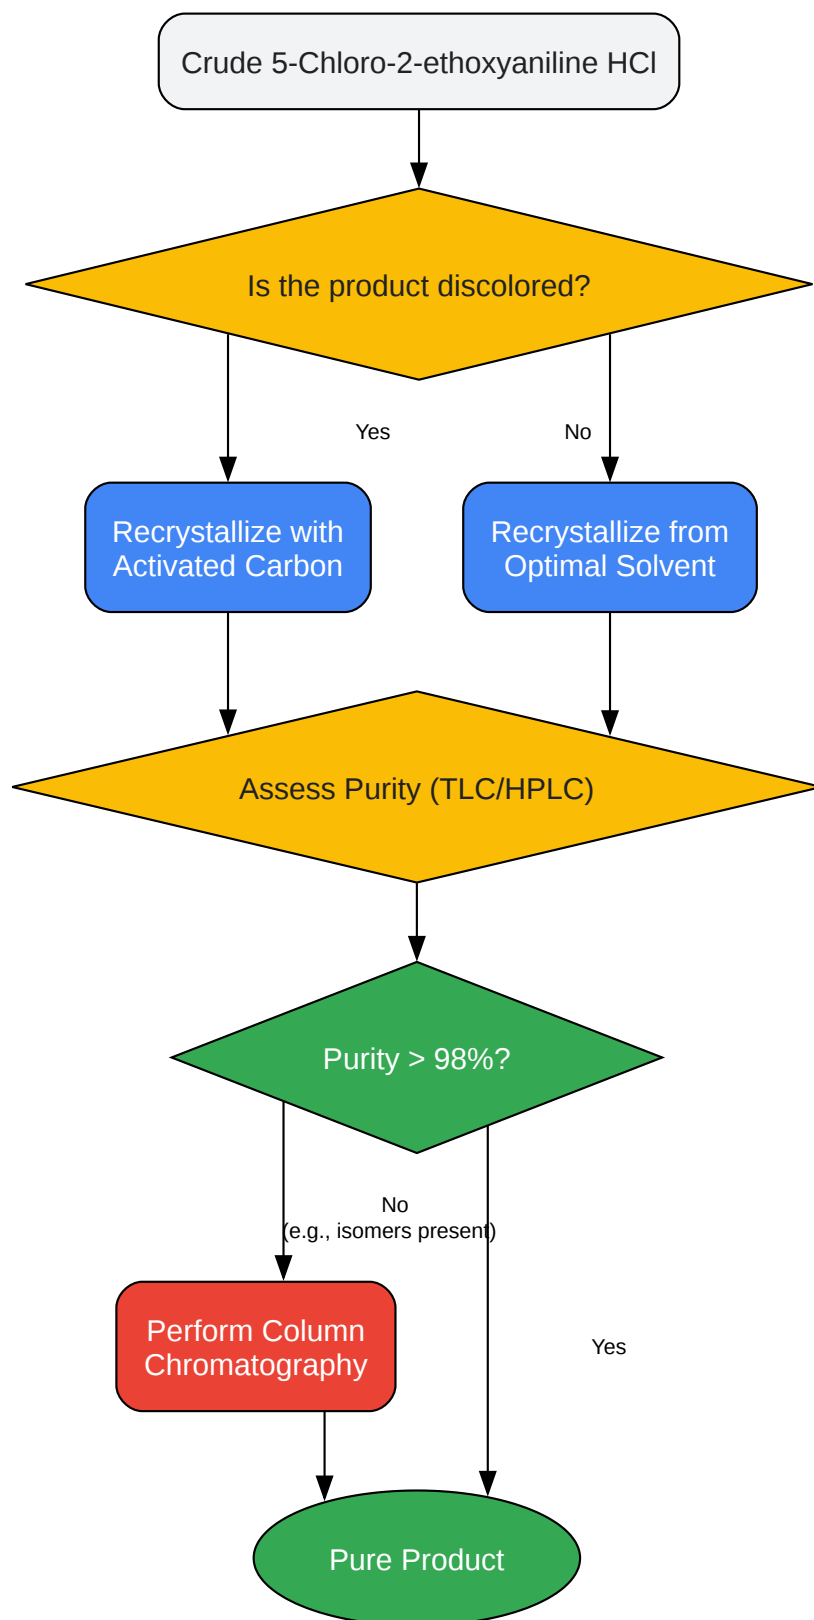 Crude 5-Chloro-2-ethoxyaniline HCl
Is the product discolored?
Yes
No
Recrystallize with
Activated Carbon
Recrystallize from
Optimal Solvent
Assess Purity (TLC/HPLC)
Purity > 98%?
No
(e.g., isomers present)
Perform Column
Chromatography
Yes
Pure Product